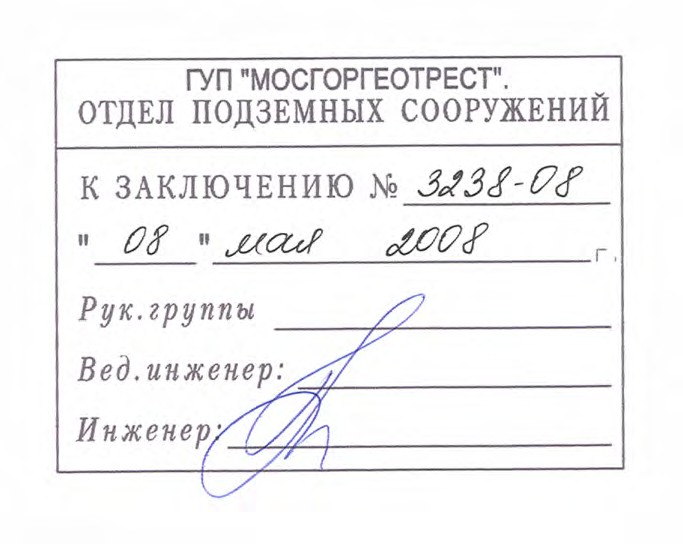 ГУП "МОСГОРГЕОТРЕСТ".
ОТДЕЛ ПОДЗЕМНЫХ СООРУЖЕНИЙ
К ЗАКЛЮЧЕНИЮ № 3238-08
" 08 " мая 2008 г.
Рук.группы
Вед.инженер:
Инженер: